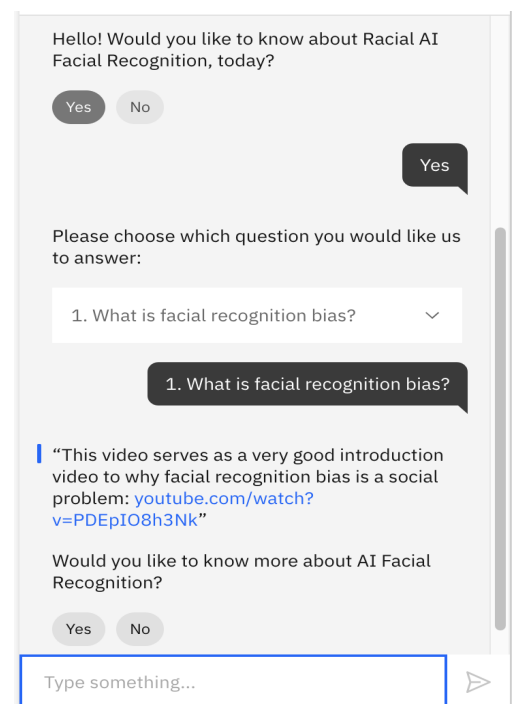 Hello! Would you like to know about Racial AI
Facial Recognition, today?
Yes No
Yes
Please choose which question you would like us
to answer:
1. What is facial recognition bias?
1. What is facial recognition bias?
“This video serves as a very good introduction
video to why facial recognition bias is a social
problem: youtube.com/watch?
v=PDEpIO8h3Nk”
Would you like to know more about AI Facial
Recognition?
Yes No
Type something...